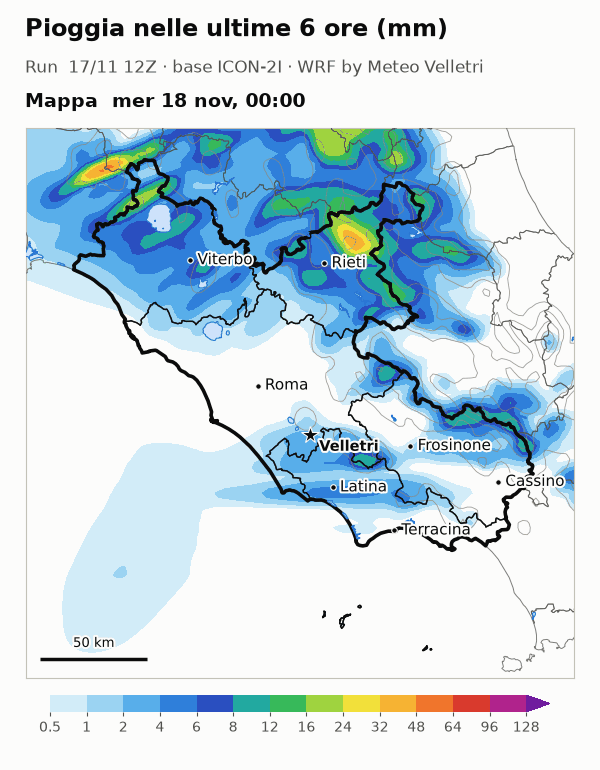 Pioggia nelle ultime 6 ore (mm)
Run  17/11 12Z · base ICON-2I · WRF by Meteo Velletri
Mappa  mer 18 nov, 00:00
Viterbo
Rieti
Roma
Velletri
Frosinone
Cassino
Latina
Terracina
50 km
0.5 1 2 4 6 8 12 16 24 32 48 64 96 128